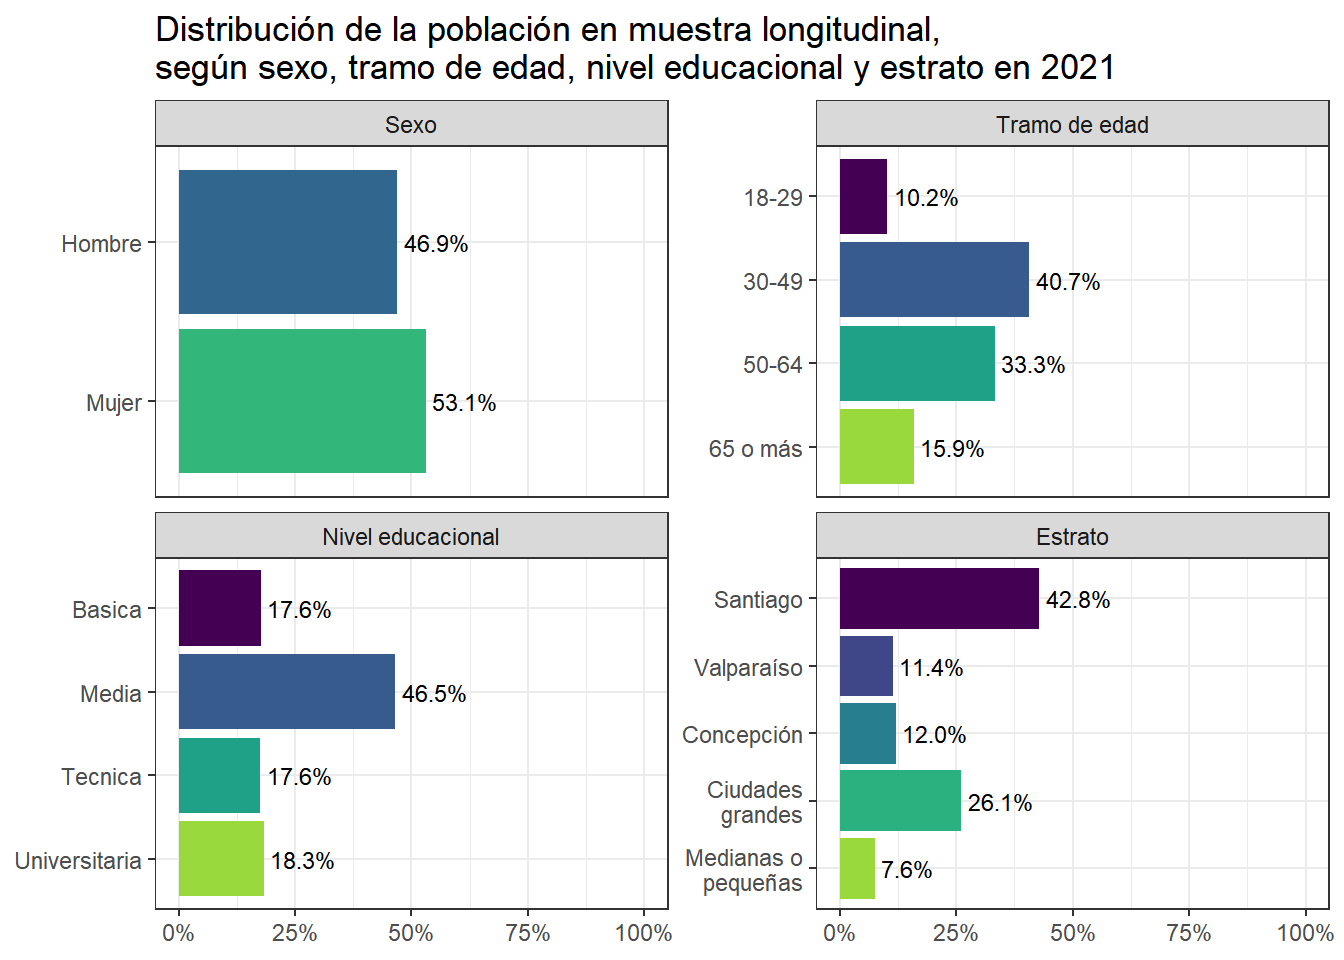 Distribución de la población en muestra longitudinal,
según sexo, tramo de edad, nivel educacional y estrato en 2021
Sexo
Hombre
46.9%
Mujer
53.1%
Tramo de edad
18-29
10.2%
30-49
40.7%
50-64
33.3%
65 o más
15.9%
Nivel educacional
Basica
17.6%
Media
46.5%
Tecnica
17.6%
Universitaria
18.3%
0%
25%
50%
75%
100%
Estrato
Santiago
42.8%
Valparaíso
11.4%
Concepción
12.0%
Ciudades
grandes
26.1%
Medianas o
pequeñas
7.6%
0%
25%
50%
75%
100%